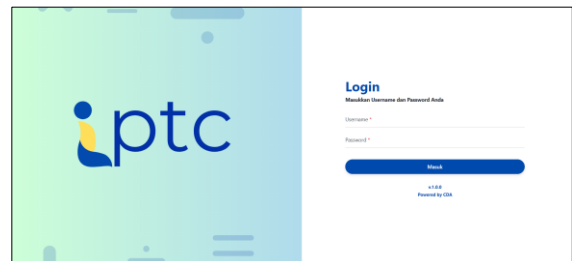 iptc
Login
Masukkan Username dan Password Anda
Username *
Password *
Masuk
v.1.0.0
Powered by CDA